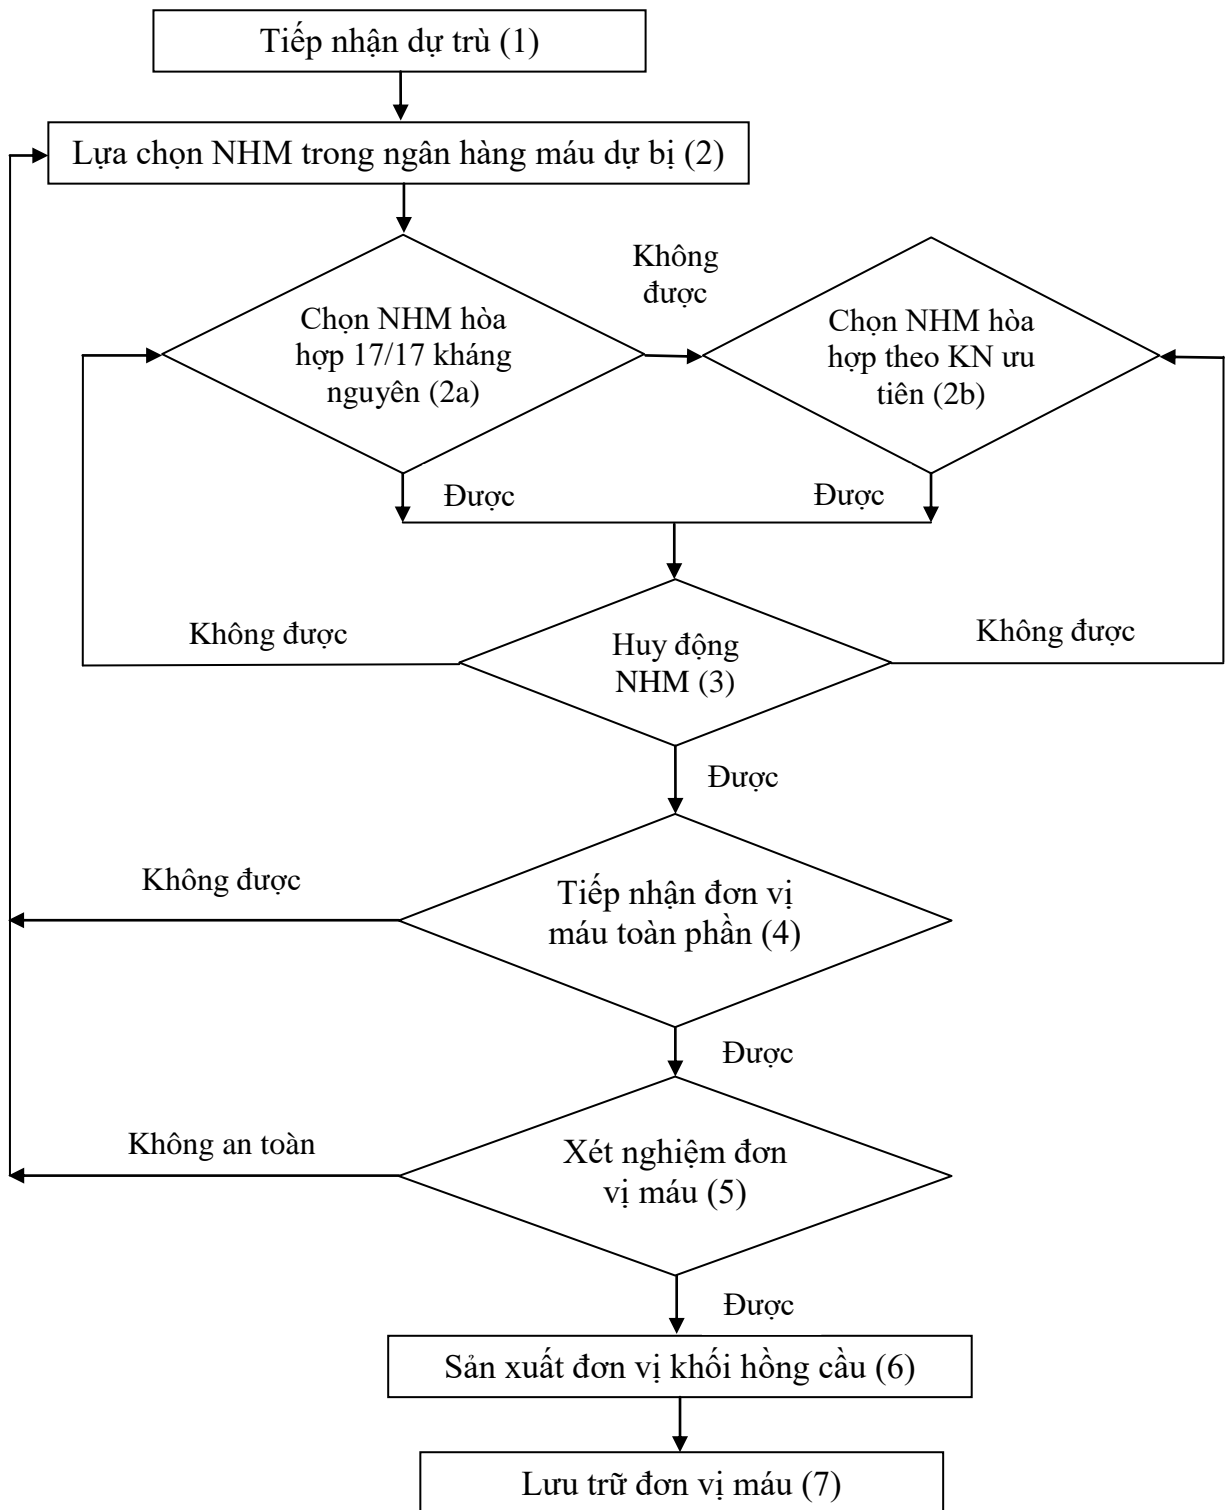 Tiếp nhận dự trù (1)
Lựa chọn NHM trong ngân hàng máu dự bị (2)
Chọn NHM hòa
hợp 17/17 kháng
nguyên (2a)
Không
được
Chọn NHM hòa
hợp theo KN ưu
tiên (2b)
Được
Được
Không được
Huy động
NHM (3)
Không được
Được
Không được
Tiếp nhận đơn vị
máu toàn phần (4)
Được
Không an toàn
Xét nghiệm đơn
vị máu (5)
Được
Sản xuất đơn vị khối hồng cầu (6)
Lưu trữ đơn vị máu (7)